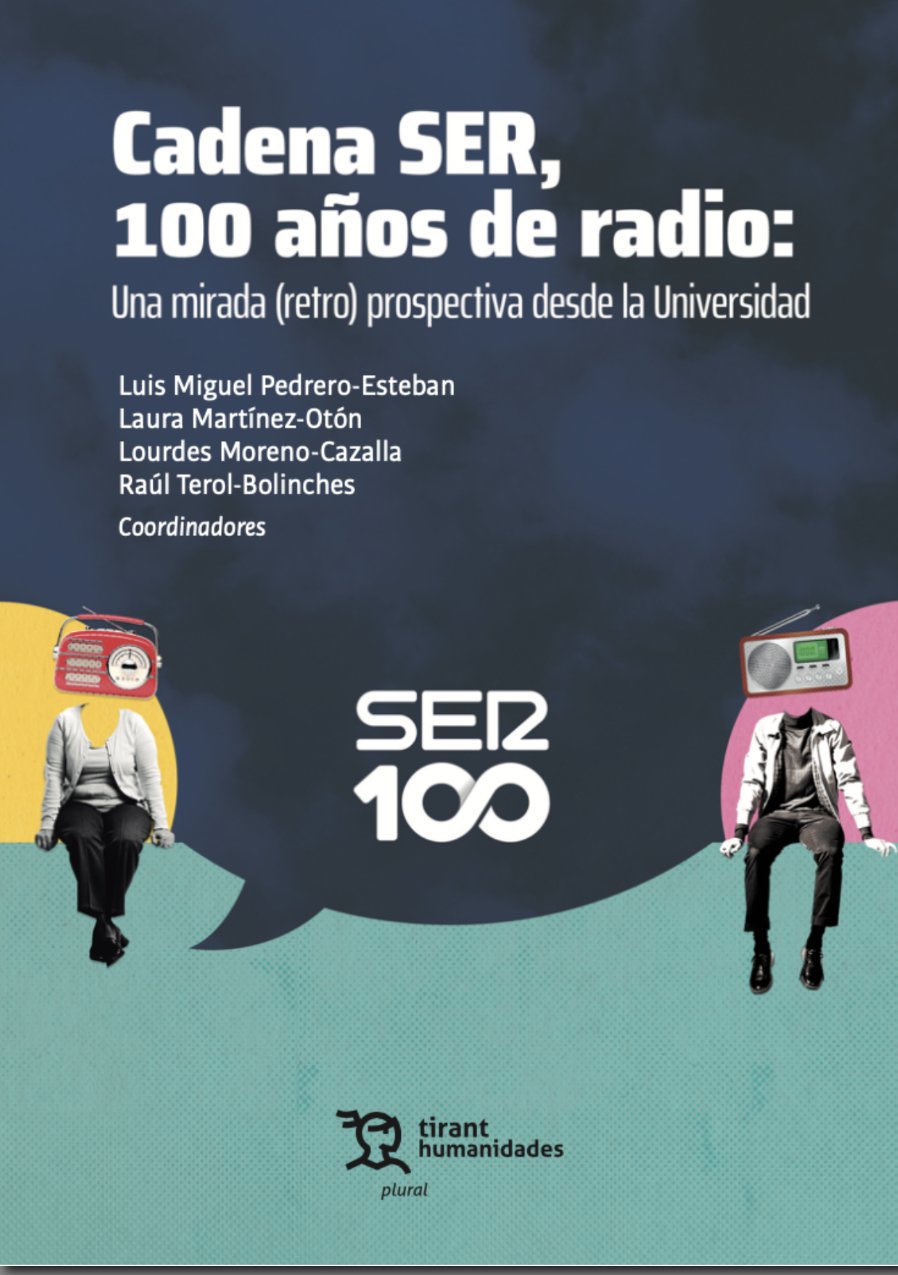 Cadena SER,
100 años de radio:
Una mirada (retro) prospectiva desde la Universidad
Luis Miguel Pedrero-Esteban
Laura Martínez-Otón
Lourdes Moreno-Cazalla
Raúl Terol-Bolinches
Coordinadores
SER
100
tirant
humanidades
plural